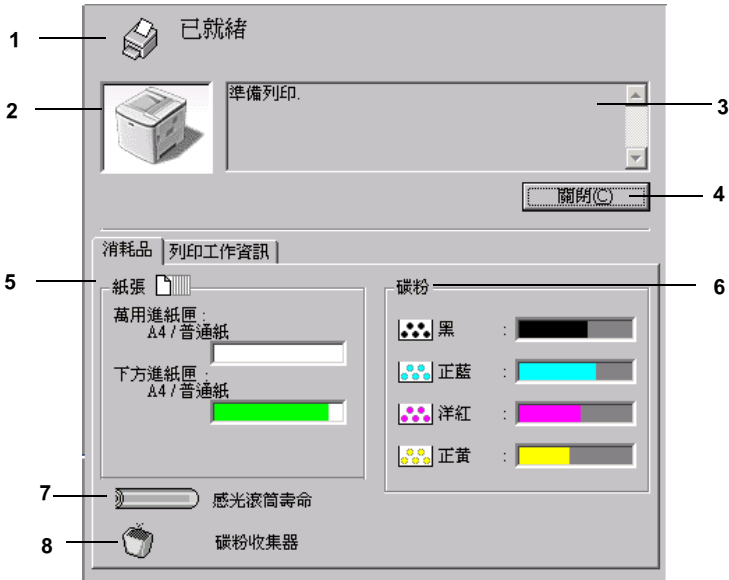 1 已就緒
2 準備列印. 3
關閉(C) 4
消耗品 列印工作資訊
5 紙張 碳粉 6
萬用進紙匣 :
A4 / 普通紙
下方進紙匣 :
A4 / 普通紙
黑 :
正藍 :
洋紅 :
正黃 :
7 感光滾筒壽命
8 碳粉收集器